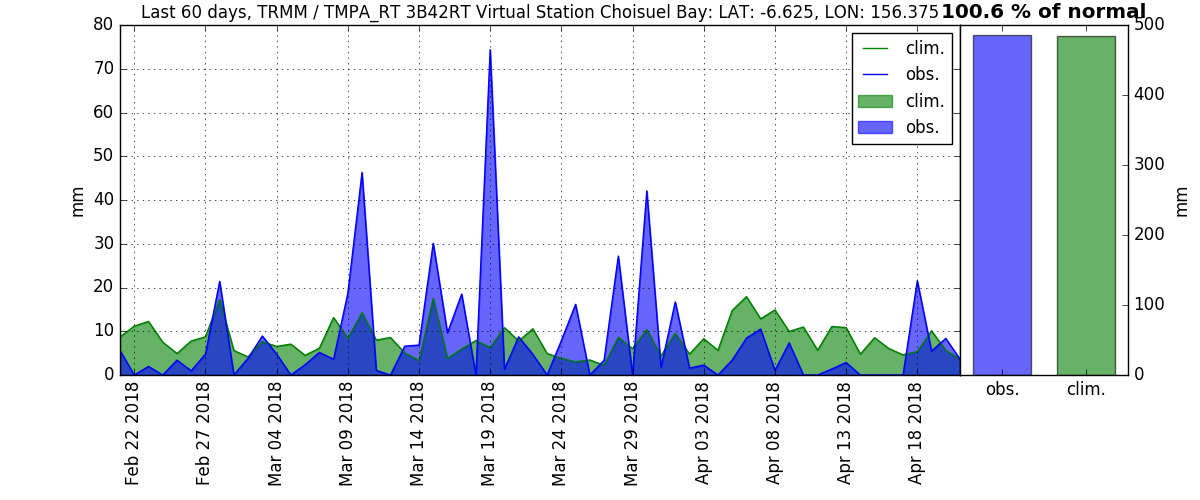 Last 60 days, TRMM / TMPA_RT 3B42RT Virtual Station Choisuel Bay: LAT: -6.625, LON: 156.375
100.6 % of normal
80
70
60
50
40
30
20
10
0
mm
clim.
obs.
clim.
obs.
Feb 22 2018
Feb 27 2018
Mar 04 2018
Mar 09 2018
Mar 14 2018
Mar 19 2018
Mar 24 2018
Mar 29 2018
Apr 03 2018
Apr 08 2018
Apr 13 2018
Apr 18 2018
500
400
300
200
100
0
mm
obs.
clim.